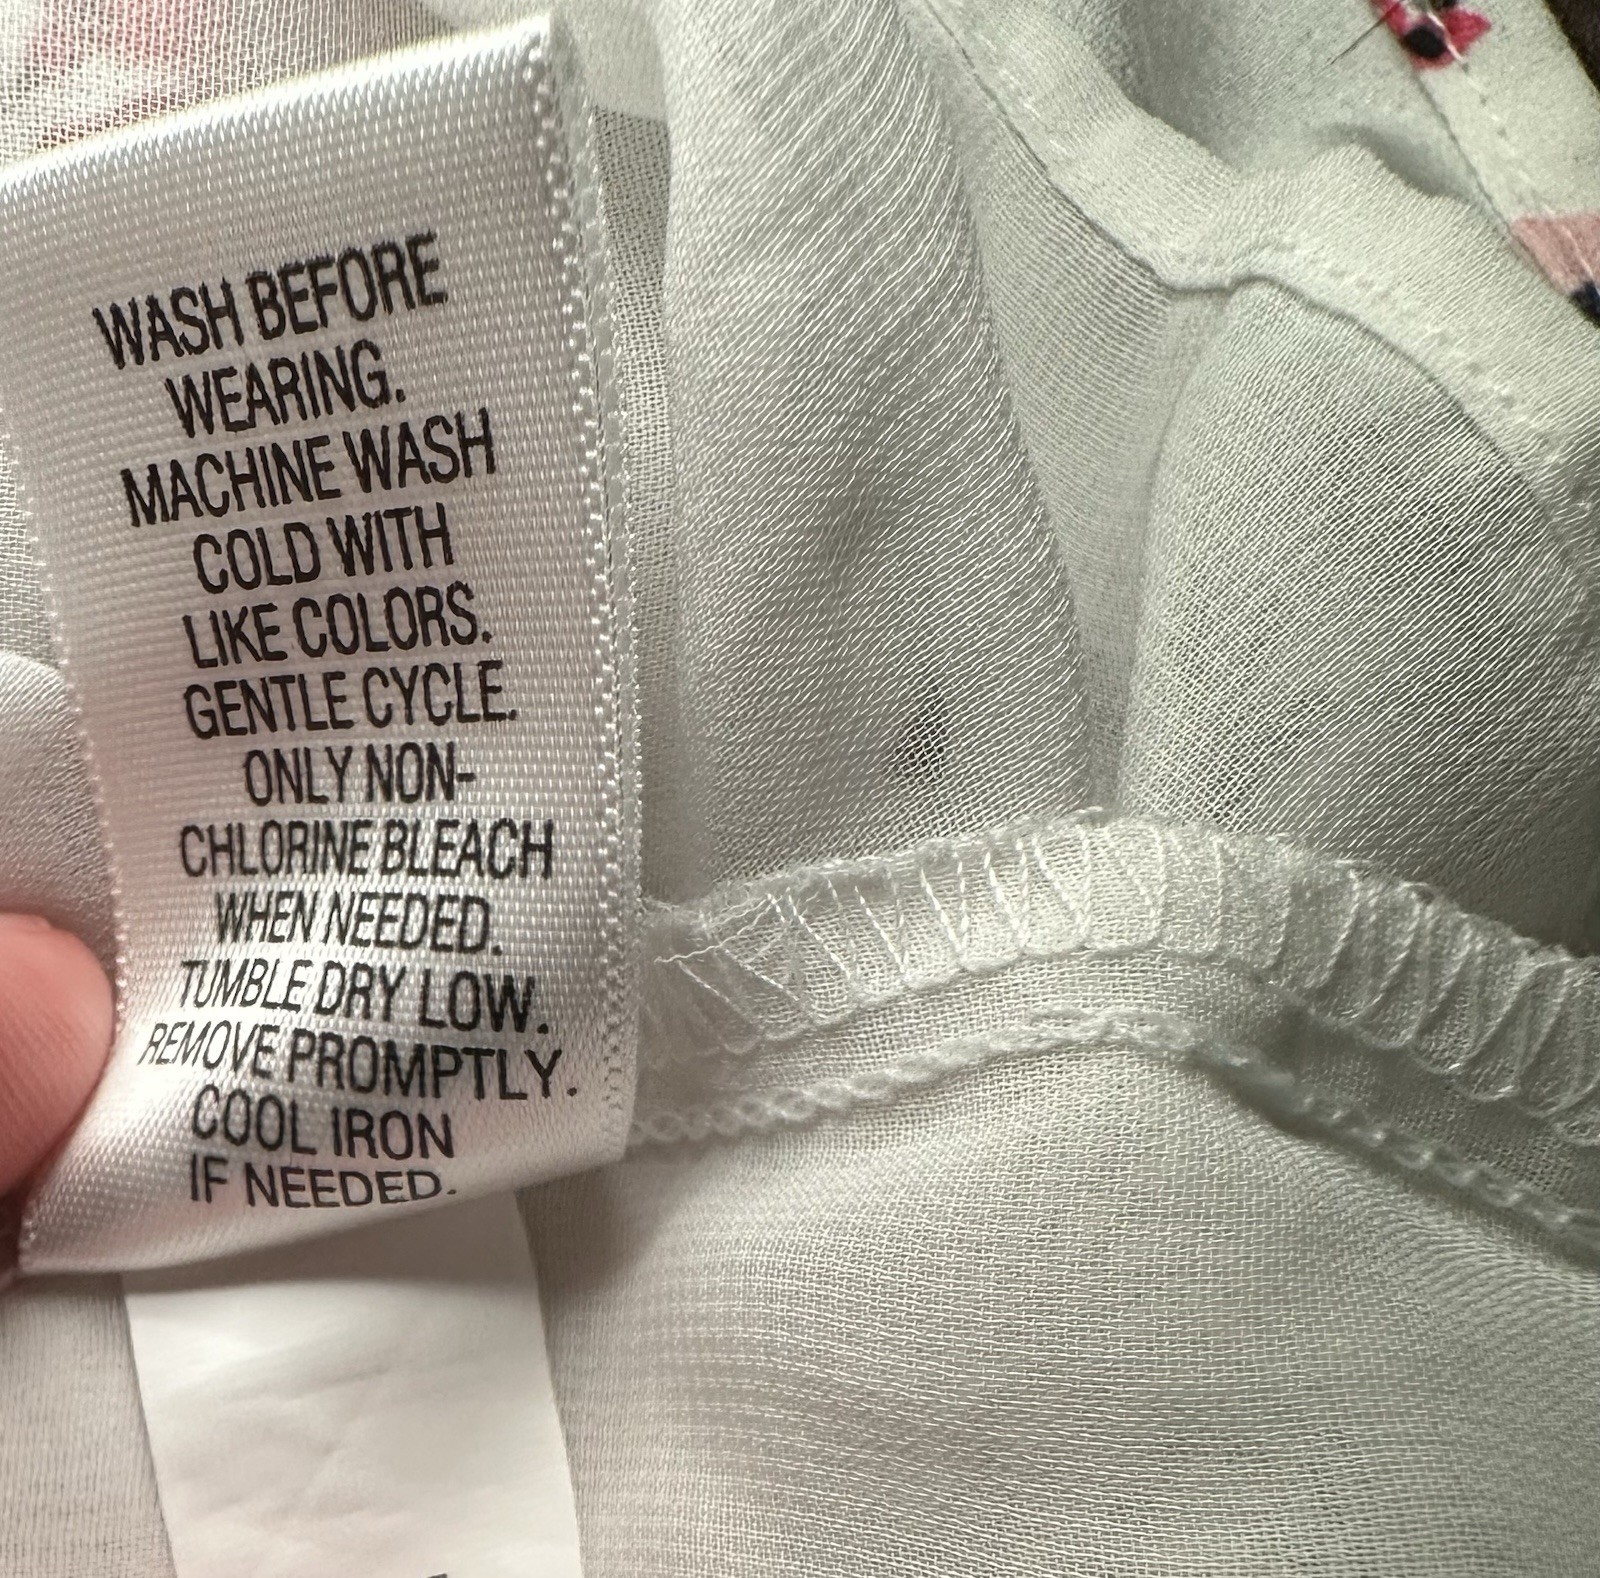 WASH BEFORE
WEARING.
MACHINE WASH
COLD WITH
LIKE COLORS.
GENTLE CYCLE.
ONLY NON-
CHLORINE BLEACH
WHEN NEEDED.
TUMBLE DRY LOW.
REMOVE PROMPTLY.
COOL IRON
IF NEEDED.